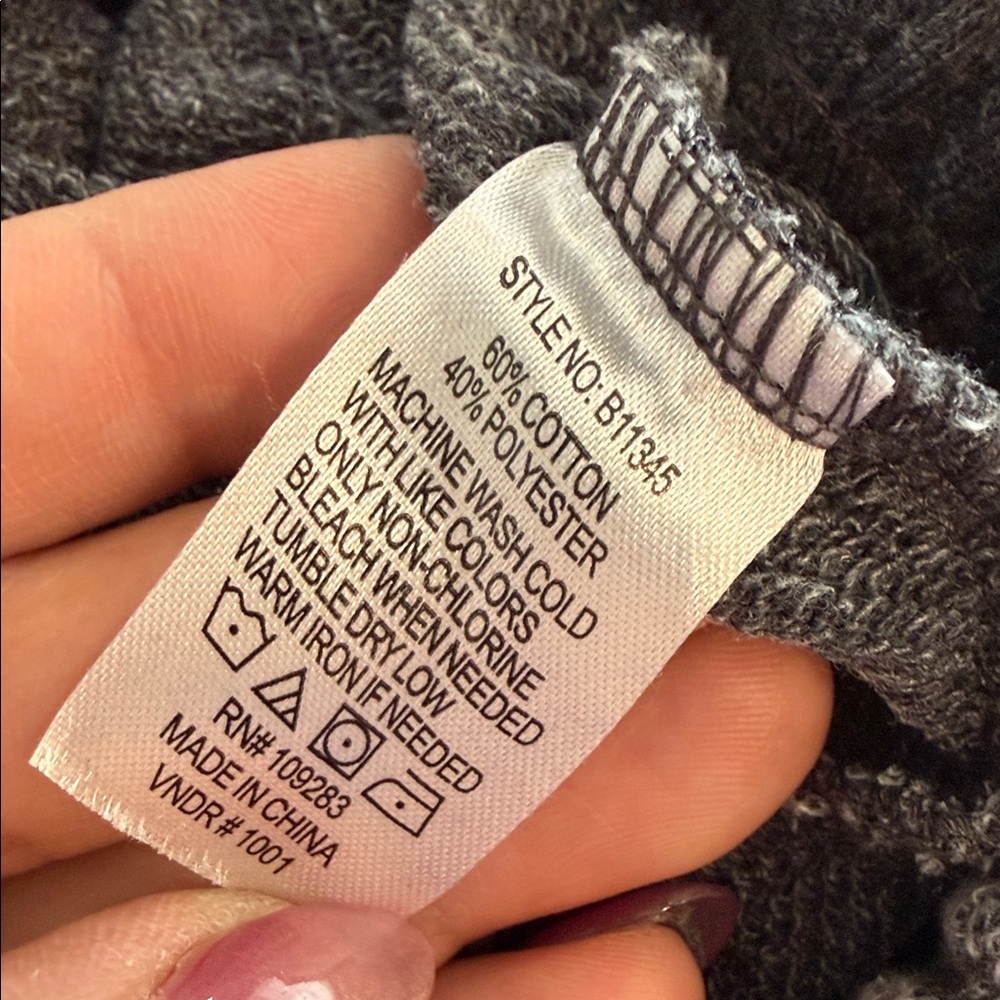 STYLE NO: B11345
60% COTTON
40% POLYESTER
MACHINE WASH COLD
WITH LIKE COLORS
ONLY NON-CHLORINE
BLEACH WHEN NEEDED
TUMBLE DRY LOW
WARM IRON IF NEEDED
RN# 109283
MADE IN CHINA
VNDR # 1001